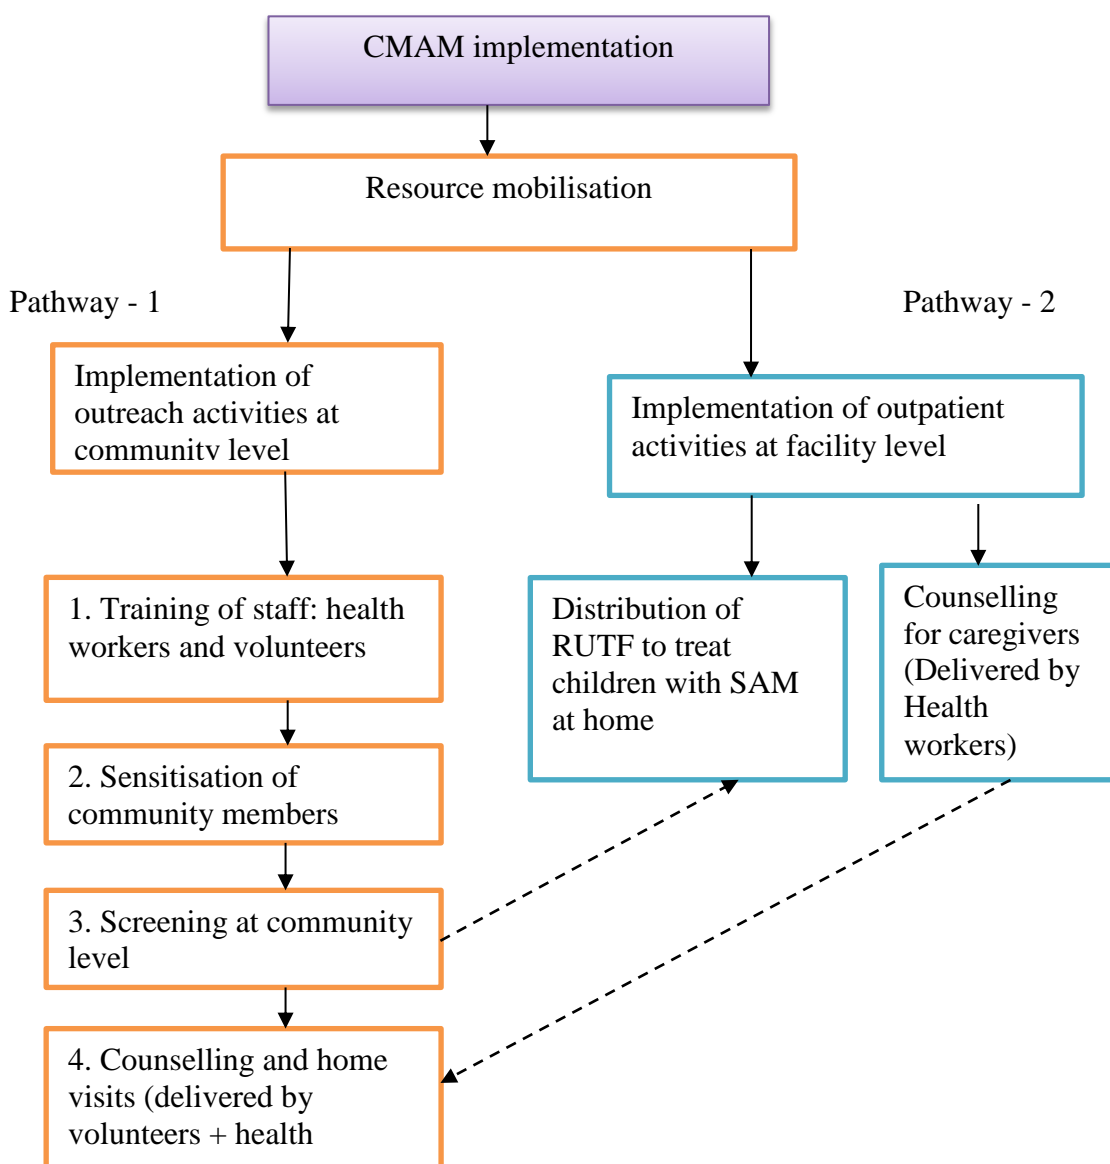 CMAM implementation
Resource mobilisation
Pathway - 1
Pathway - 2
Implementation of
outreach activities at
community level
Implementation of outpatient
activities at facility level
1. Training of staff: health
workers and volunteers
Distribution of
RUTF to treat
children with SAM
at home
Counselling
for caregivers
(Delivered by
Health
workers)
2. Sensitisation of
community members
3. Screening at community
level
4. Counselling and home
visits (delivered by
volunteers + health